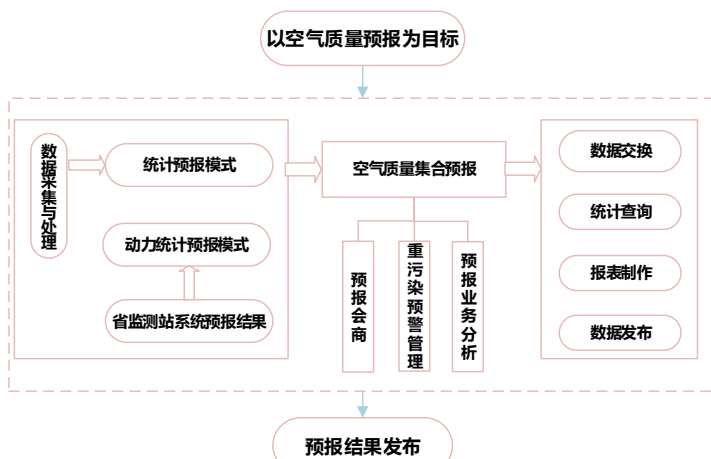 以空气质量预报为目标
数据采集与处理
统计预报模式
动力统计预报模式
省监测站系统预报结果
空气质量集合预报
预报会商
重污染预警管理
预报业务分析
数据交换
统计查询
报表制作
数据发布
预报结果发布